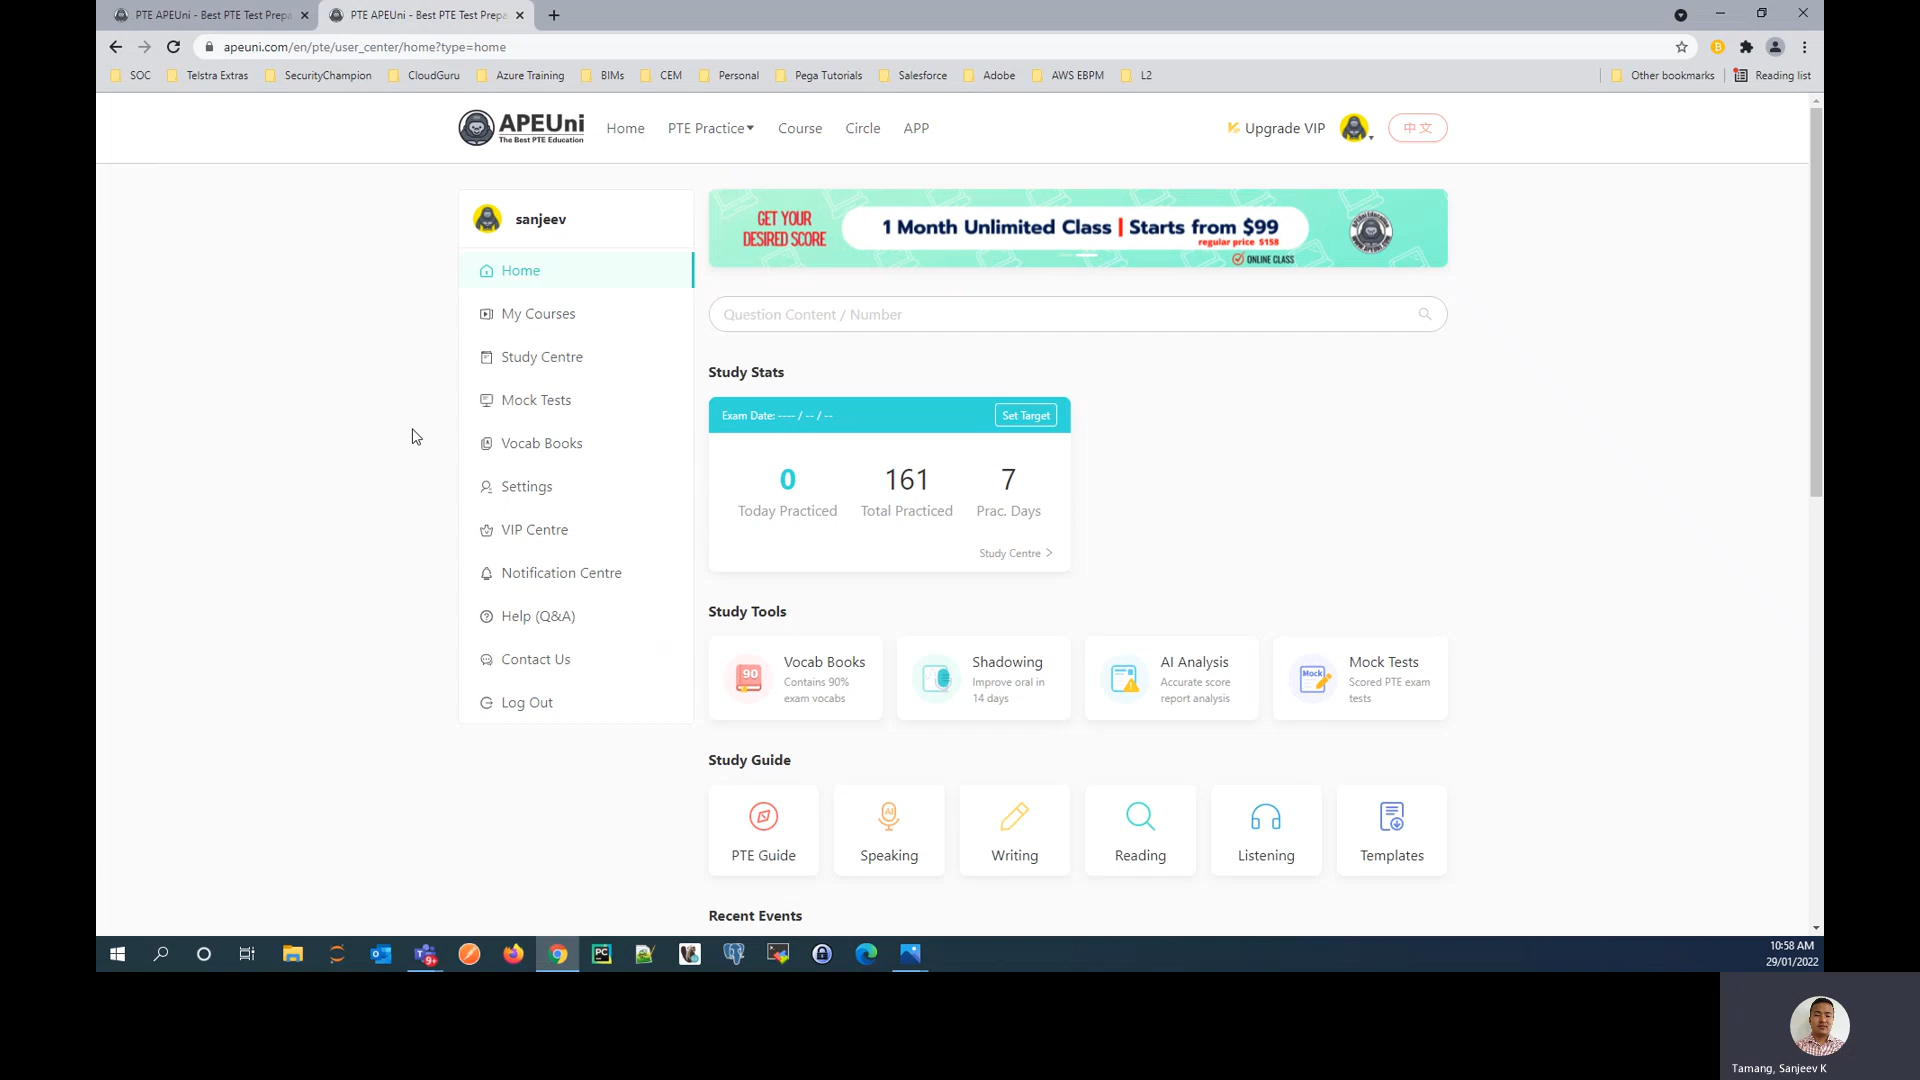 PTE APEUni - Best PTE Test Prepa
PTE APEUni - Best PTE Test Prepa
apeuni.com/en/pte/user_center/home?type=home
SOC
Telstra Extras
SecurityChampion
CloudGuru
Azure Training
BIMs
CEM
Personal
Pega Tutorials
Salesforce
Adobe
AWS EBPM
L2
Other bookmarks
Reading list
APEUni
The Best PTE Education
Home
PTE Practice
Course
Circle
APP
Upgrade VIP
中文
sanjeev
Home
My Courses
Study Centre
Mock Tests
Vocab Books
Settings
VIP Centre
Notification Centre
Help (Q&A)
Contact Us
Log Out
GET YOUR
DESIRED SCORE
1 Month Unlimited Class | Starts from $99
regular price $158
ONLINE CLASS
Question Content / Number
Study Stats
Exam Date: ---- / -- / --
Set Target
0
161
7
Today Practiced
Total Practiced
Prac. Days
Study Centre >
Study Tools
90
Vocab Books
Contains 90%
exam vocabs
Shadowing
Improve oral in
14 days
AI Analysis
Accurate score
report analysis
Mock
Mock Tests
Scored PTE exam
tests
Study Guide
PTE Guide
AI
Speaking
Writing
Reading
Listening
Templates
Recent Events
9+
PC
10:58 AM
29/01/2022
Tamang, Sanjeev K